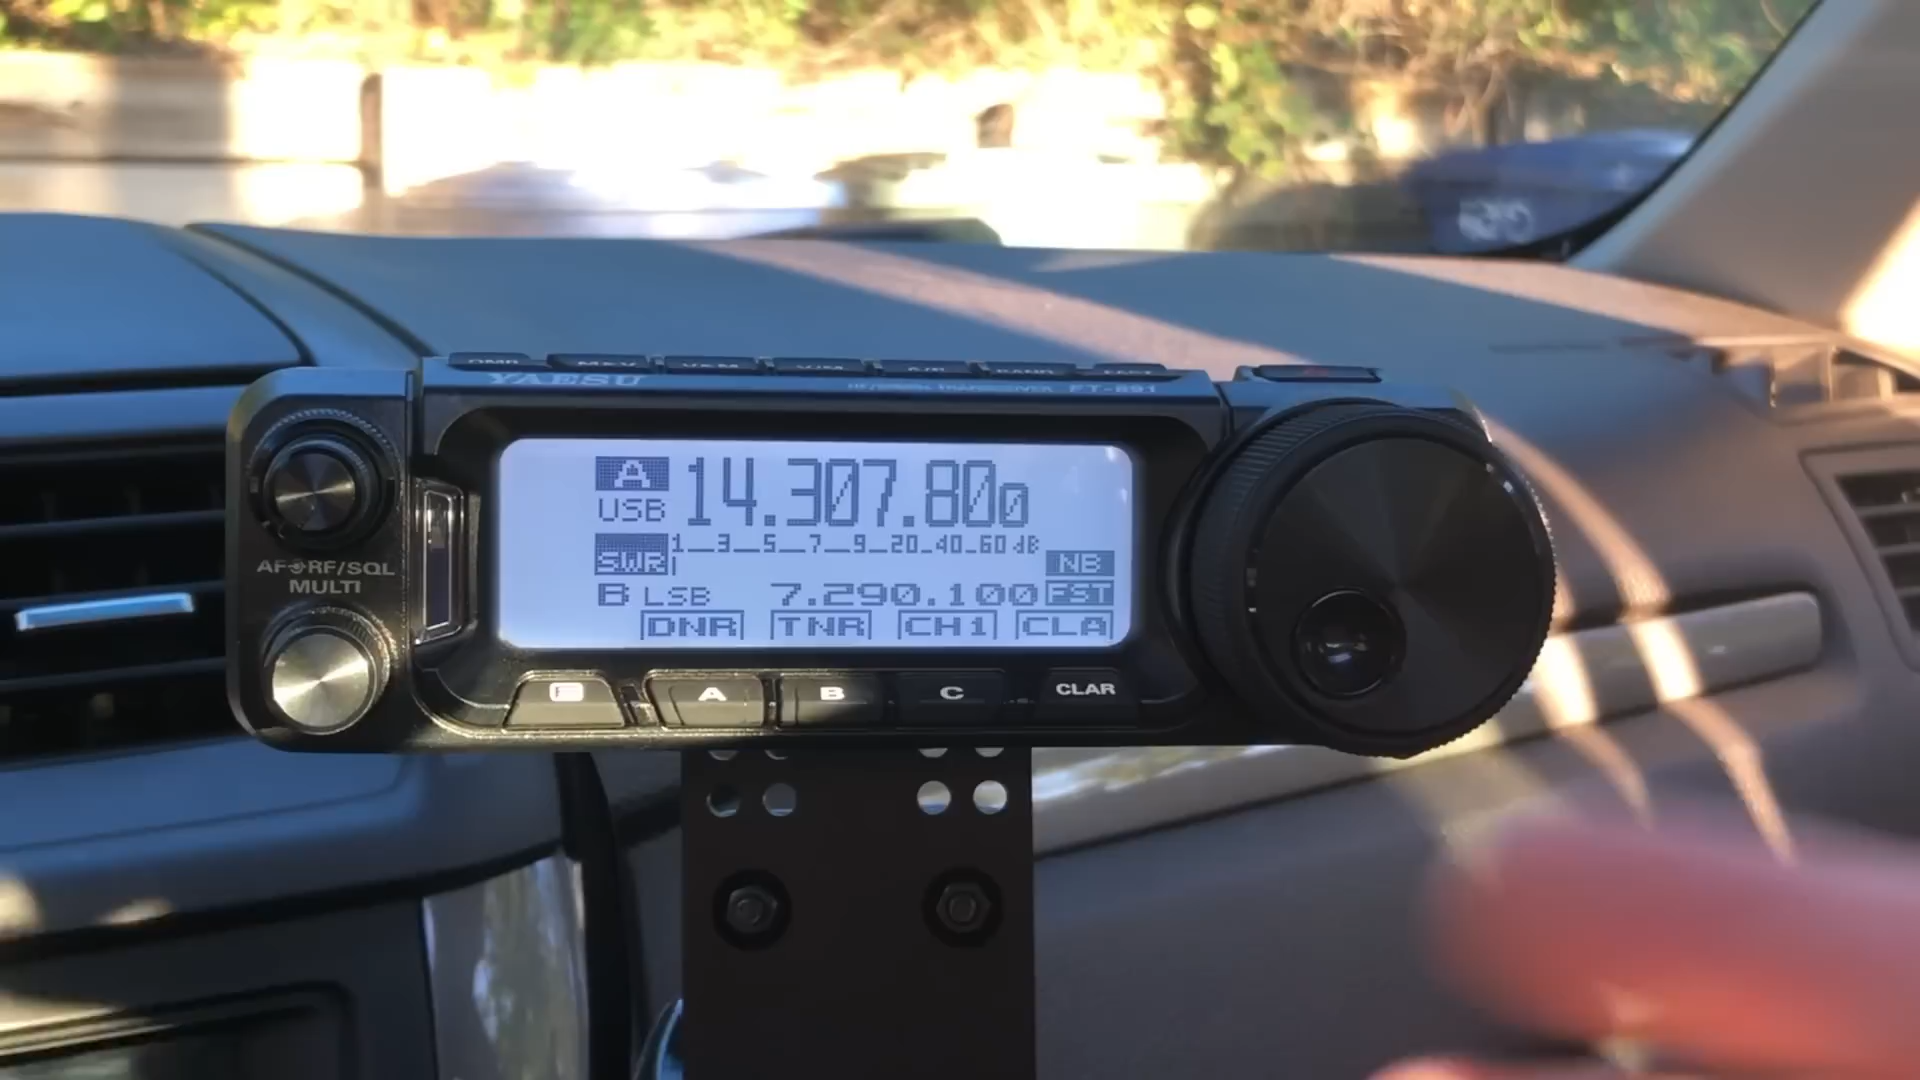 YAESU FT-891
A 14.307.800
USB
SWR 1 3 5 7 9 20 40 60 dB
NB
B LSB 7.290.100 FST
DNR TNR CH1 CLA
AF RF/SQL
MULTI
F A B C CLAR